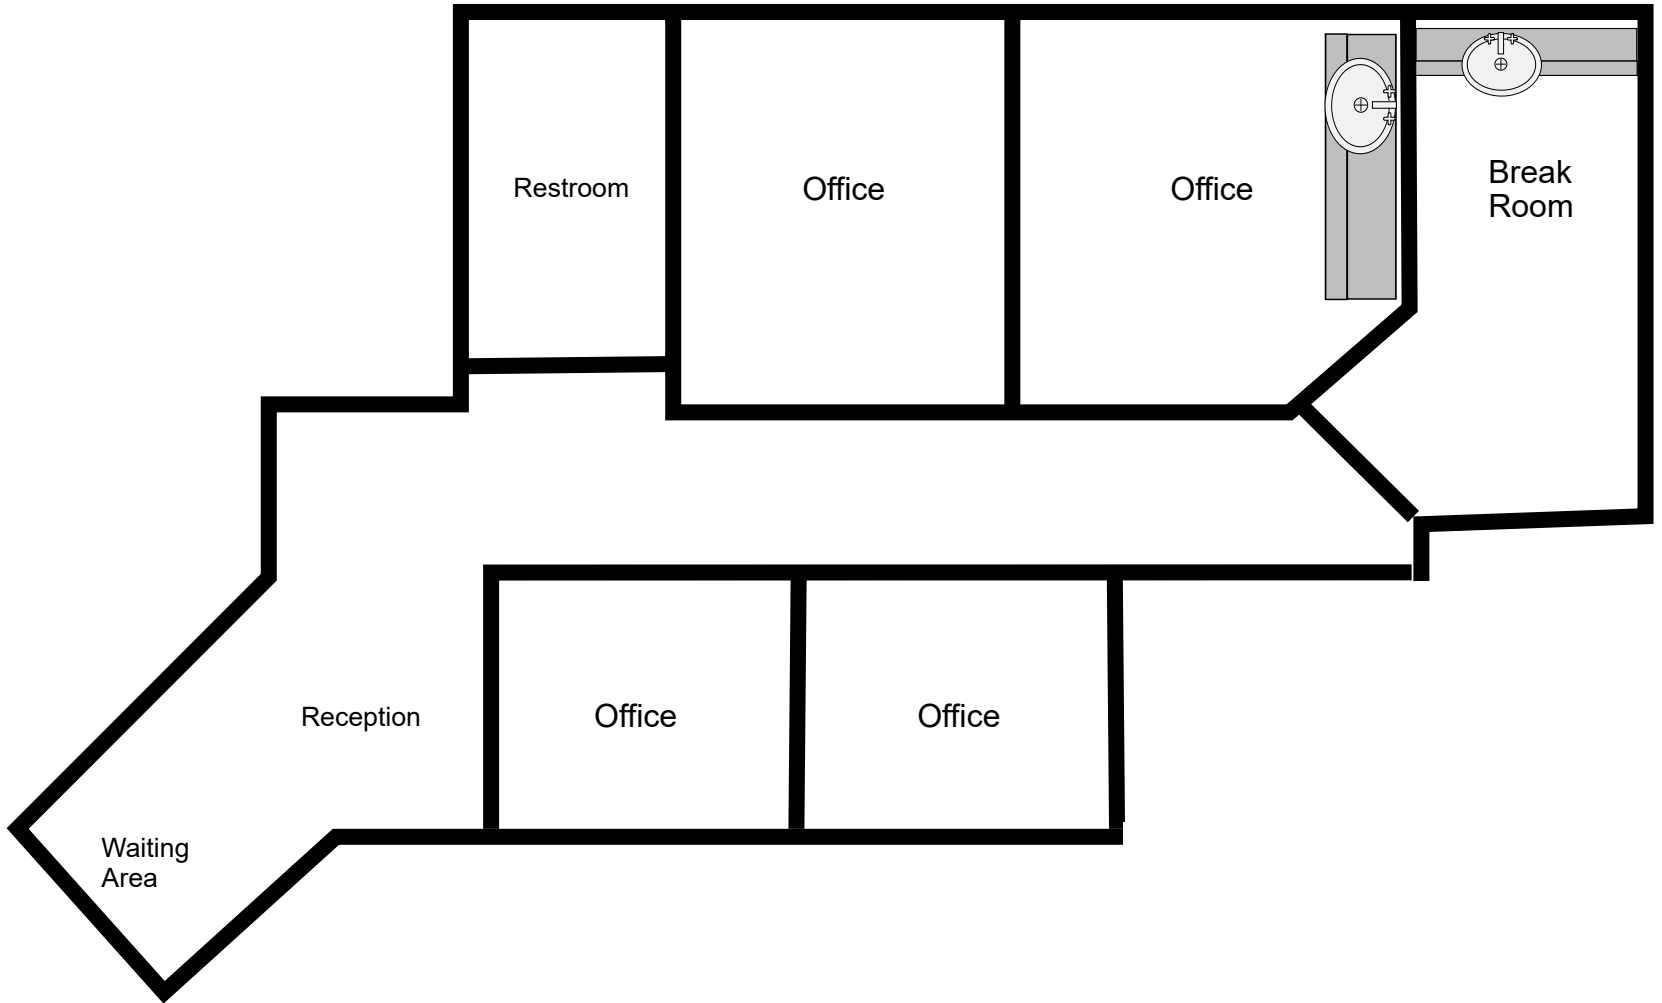 Restroom
Office
Office
Break
Room
Reception
Office
Office
Waiting
Area